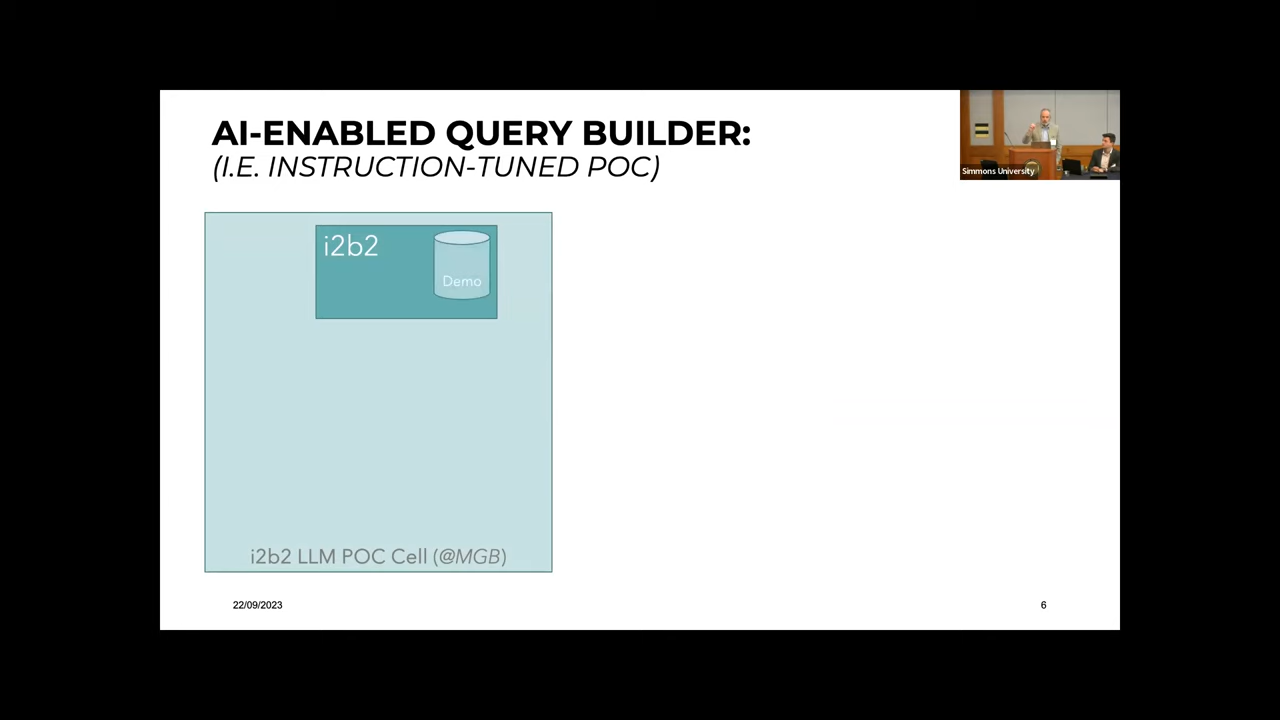 AI-ENABLED QUERY BUILDER:
(I.E. INSTRUCTION-TUNED POC)
Simmons University
i2b2
Demo
i2b2 LLM POC Cell (@MGB)
22/09/2023
6